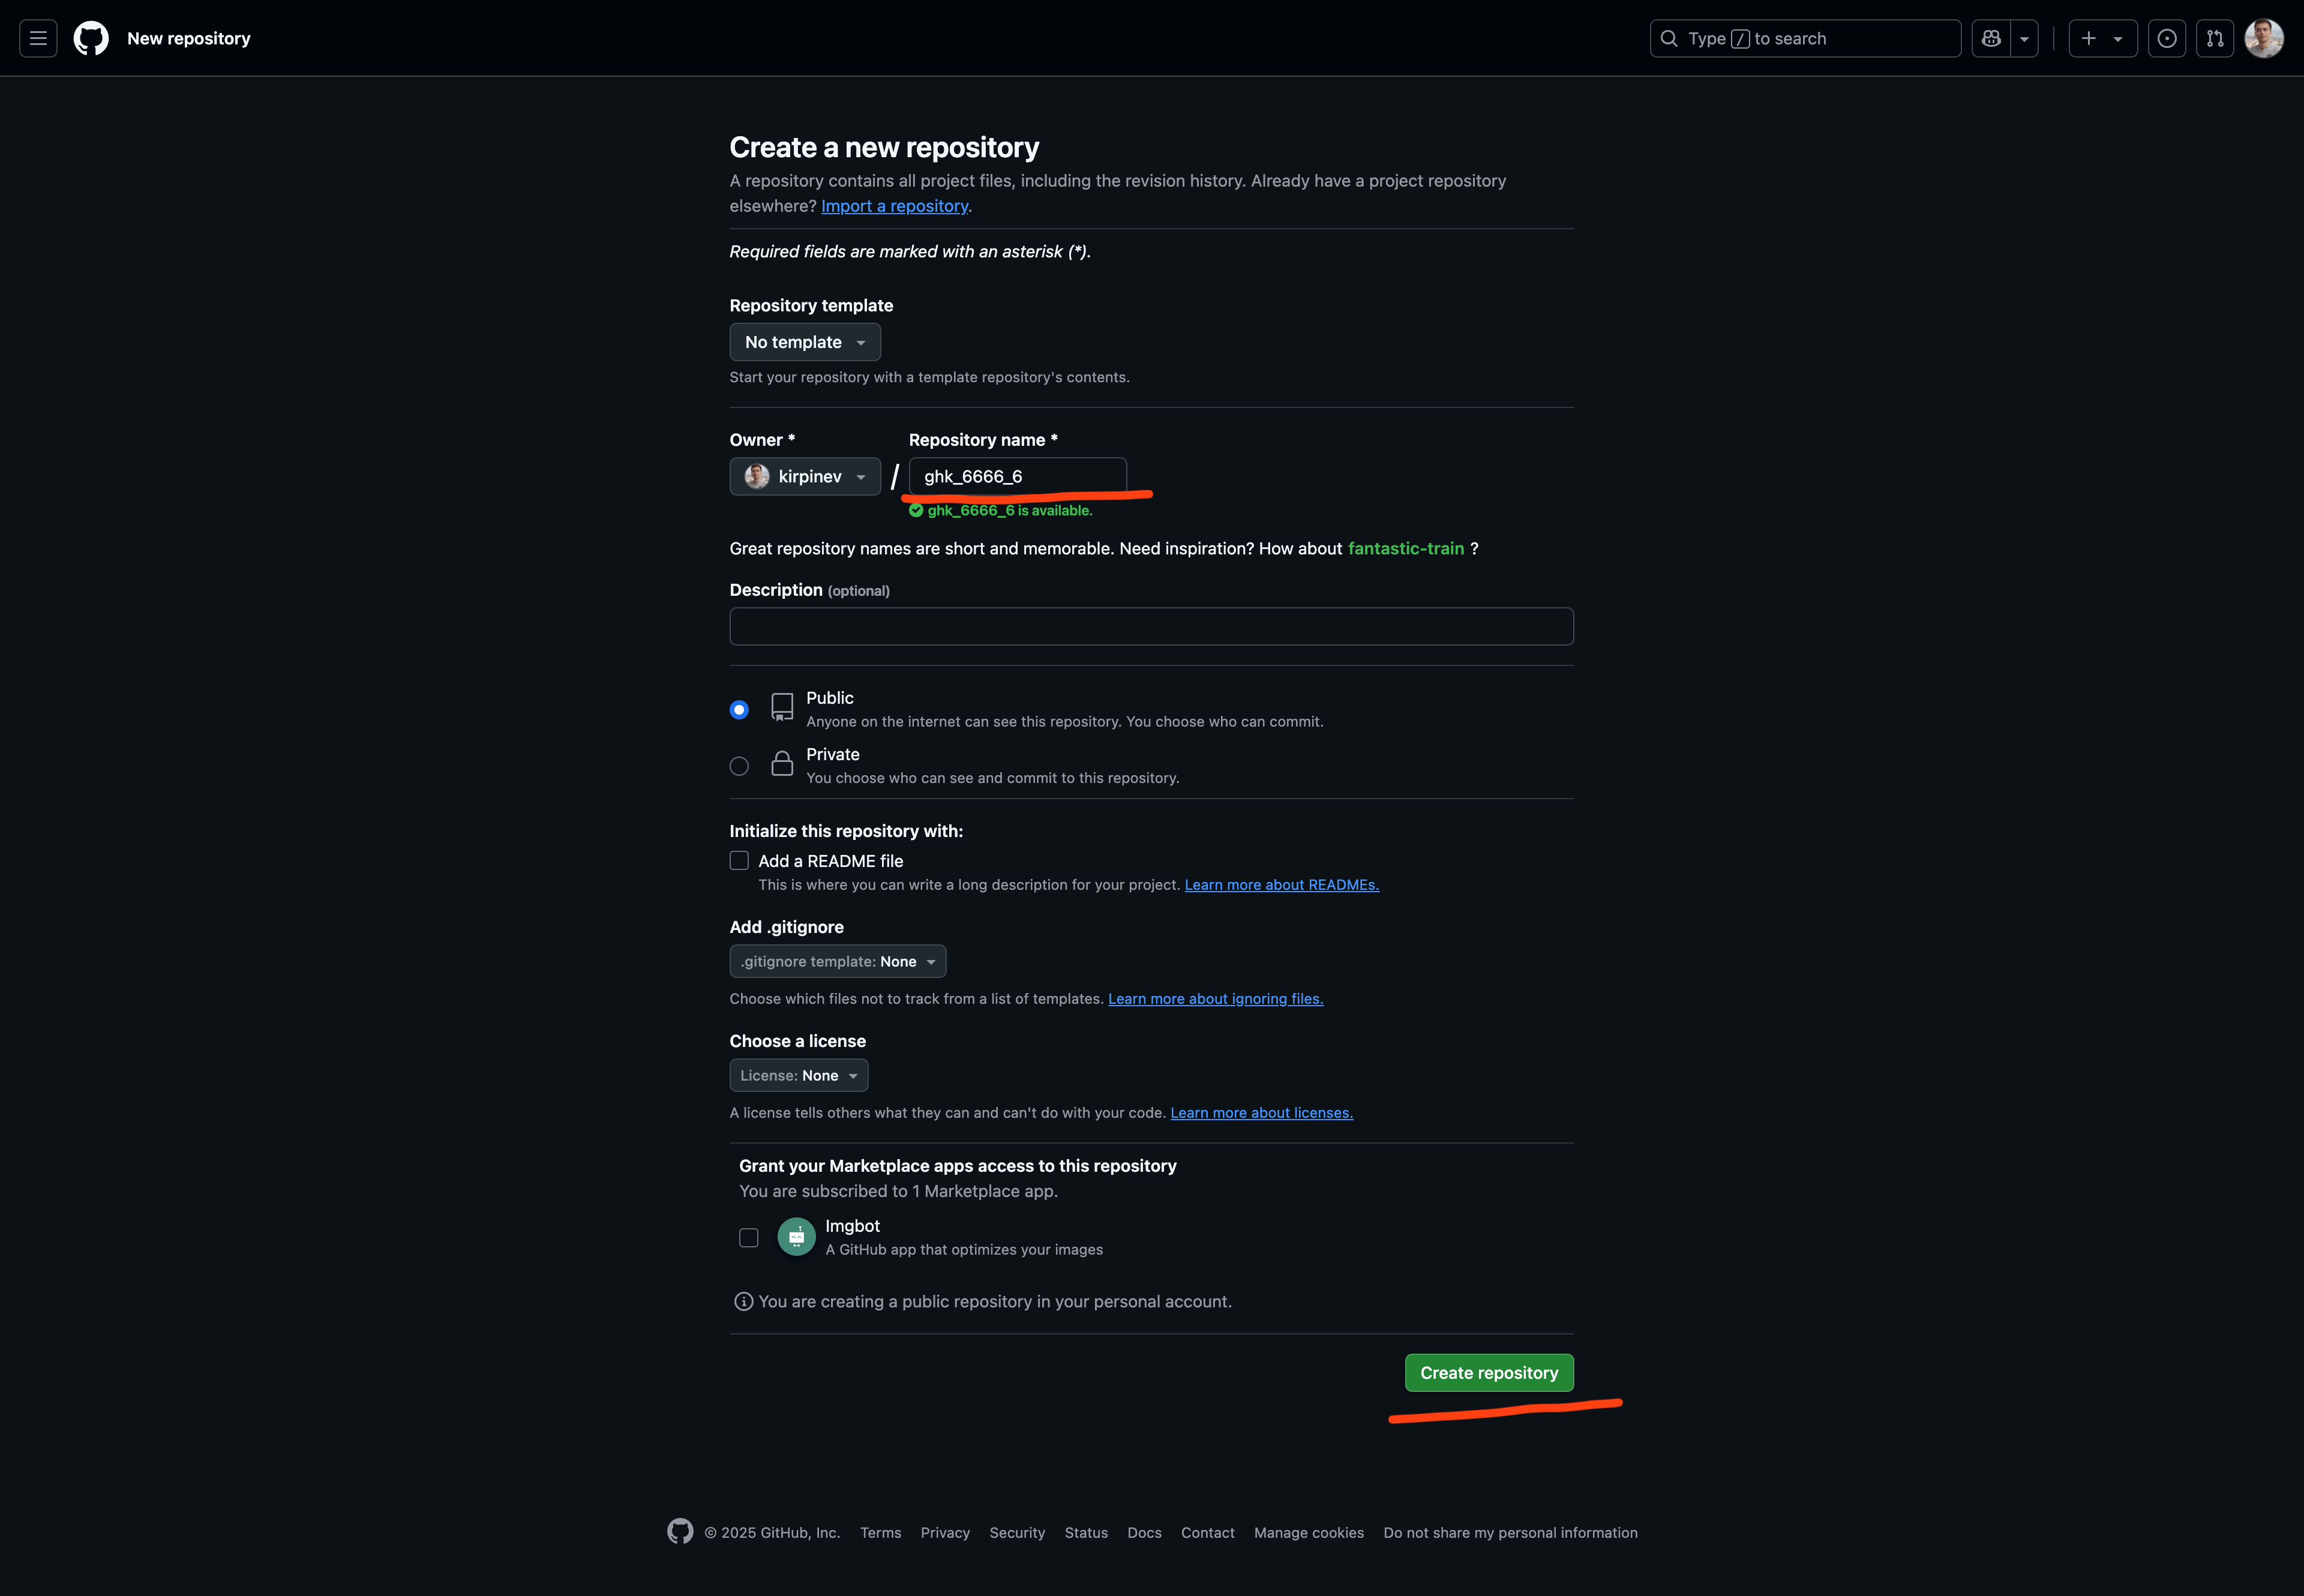 New repository
Type / to search
Create a new repository
A repository contains all project files, including the revision history. Already have a project repository
elsewhere? Import a repository.
Required fields are marked with an asterisk (*).
Repository template
No template
Start your repository with a template repository's contents.
Owner * Repository name *
kirpinev / ghk_6666_6
ghk_6666_6 is available.
Great repository names are short and memorable. Need inspiration? How about fantastic-train ?
Description (optional)
Public
Anyone on the internet can see this repository. You choose who can commit.
Private
You choose who can see and commit to this repository.
Initialize this repository with:
Add a README file
This is where you can write a long description for your project. Learn more about READMEs.
Add .gitignore
.gitignore template: None
Choose which files not to track from a list of templates. Learn more about ignoring files.
Choose a license
License: None
A license tells others what they can and can't do with your code. Learn more about licenses.
Grant your Marketplace apps access to this repository
You are subscribed to 1 Marketplace app.
Imgbot
A GitHub app that optimizes your images
You are creating a public repository in your personal account.
Create repository
© 2025 GitHub, Inc. Terms Privacy Security Status Docs Contact Manage cookies Do not share my personal information